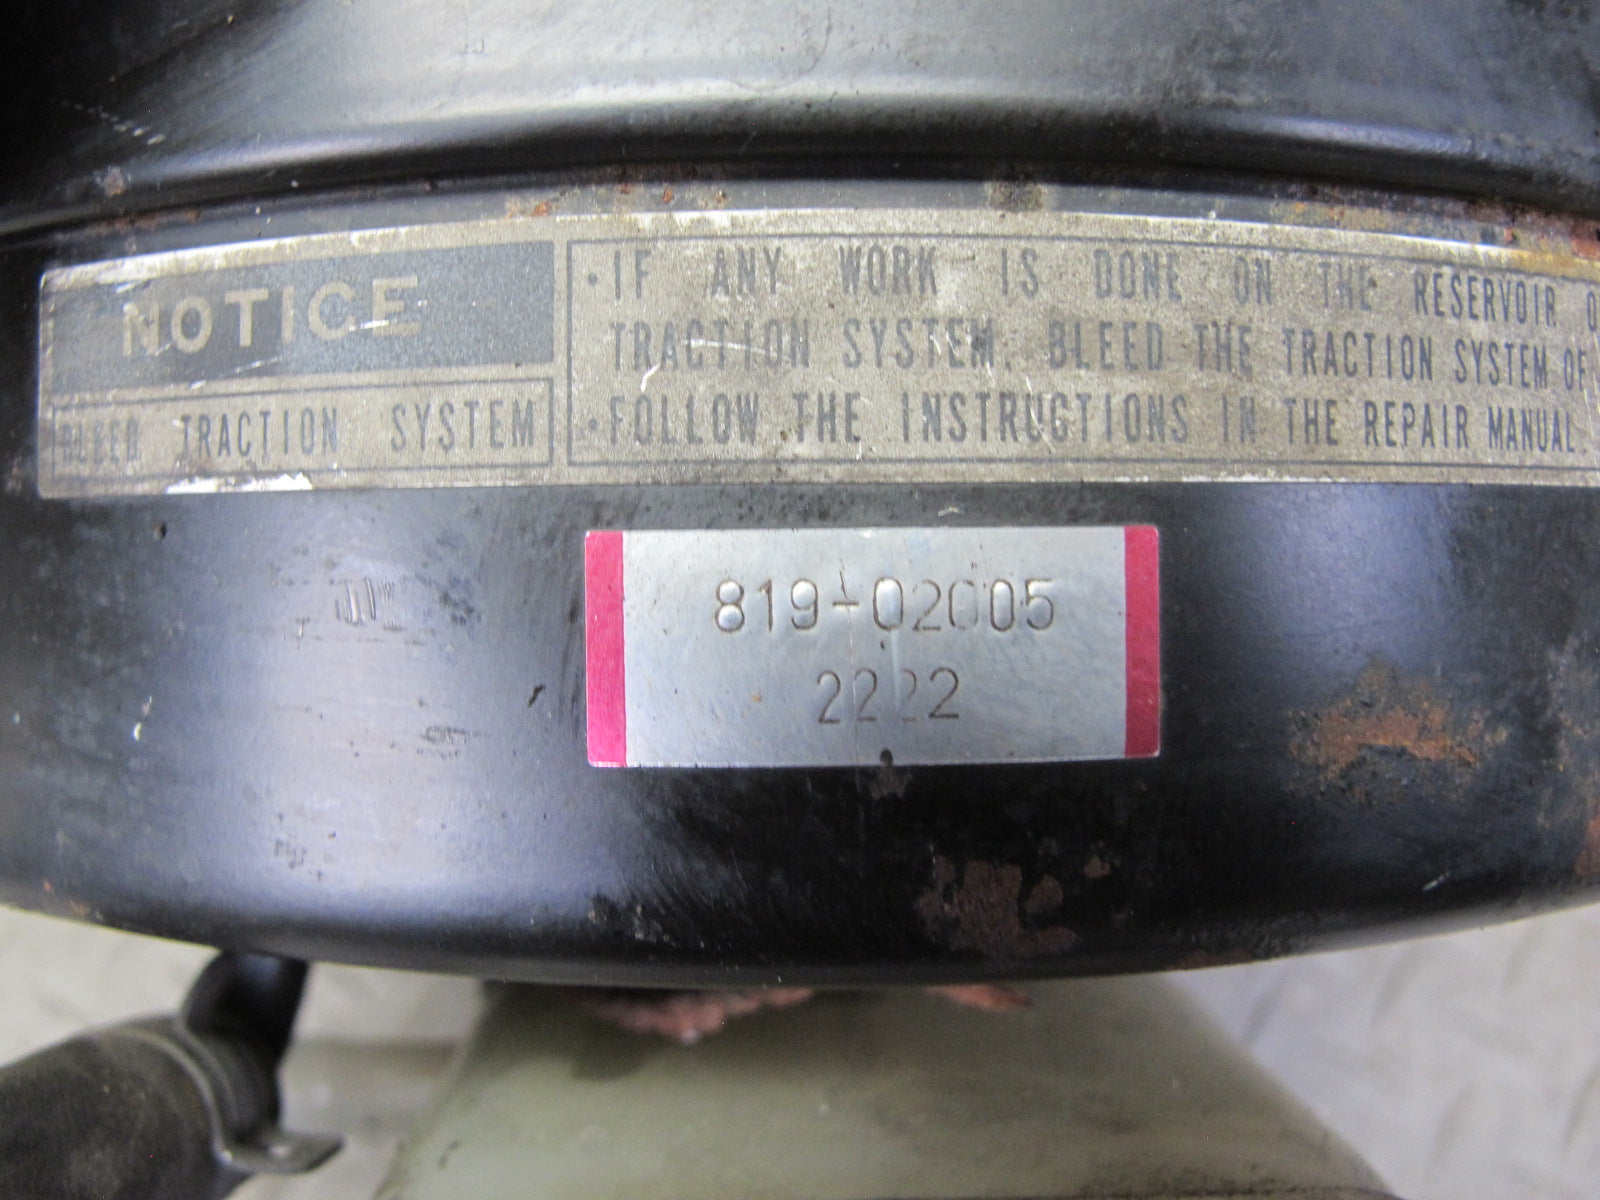 NOTICE
BLEED TRACTION SYSTEM
·IF ANY WORK IS DONE ON THE RESERVOIR
TRACTION SYSTEM, BLEED THE TRACTION SYSTEM OF
·FOLLOW THE INSTRUCTIONS IN THE REPAIR MANUAL.
819-02005
2222